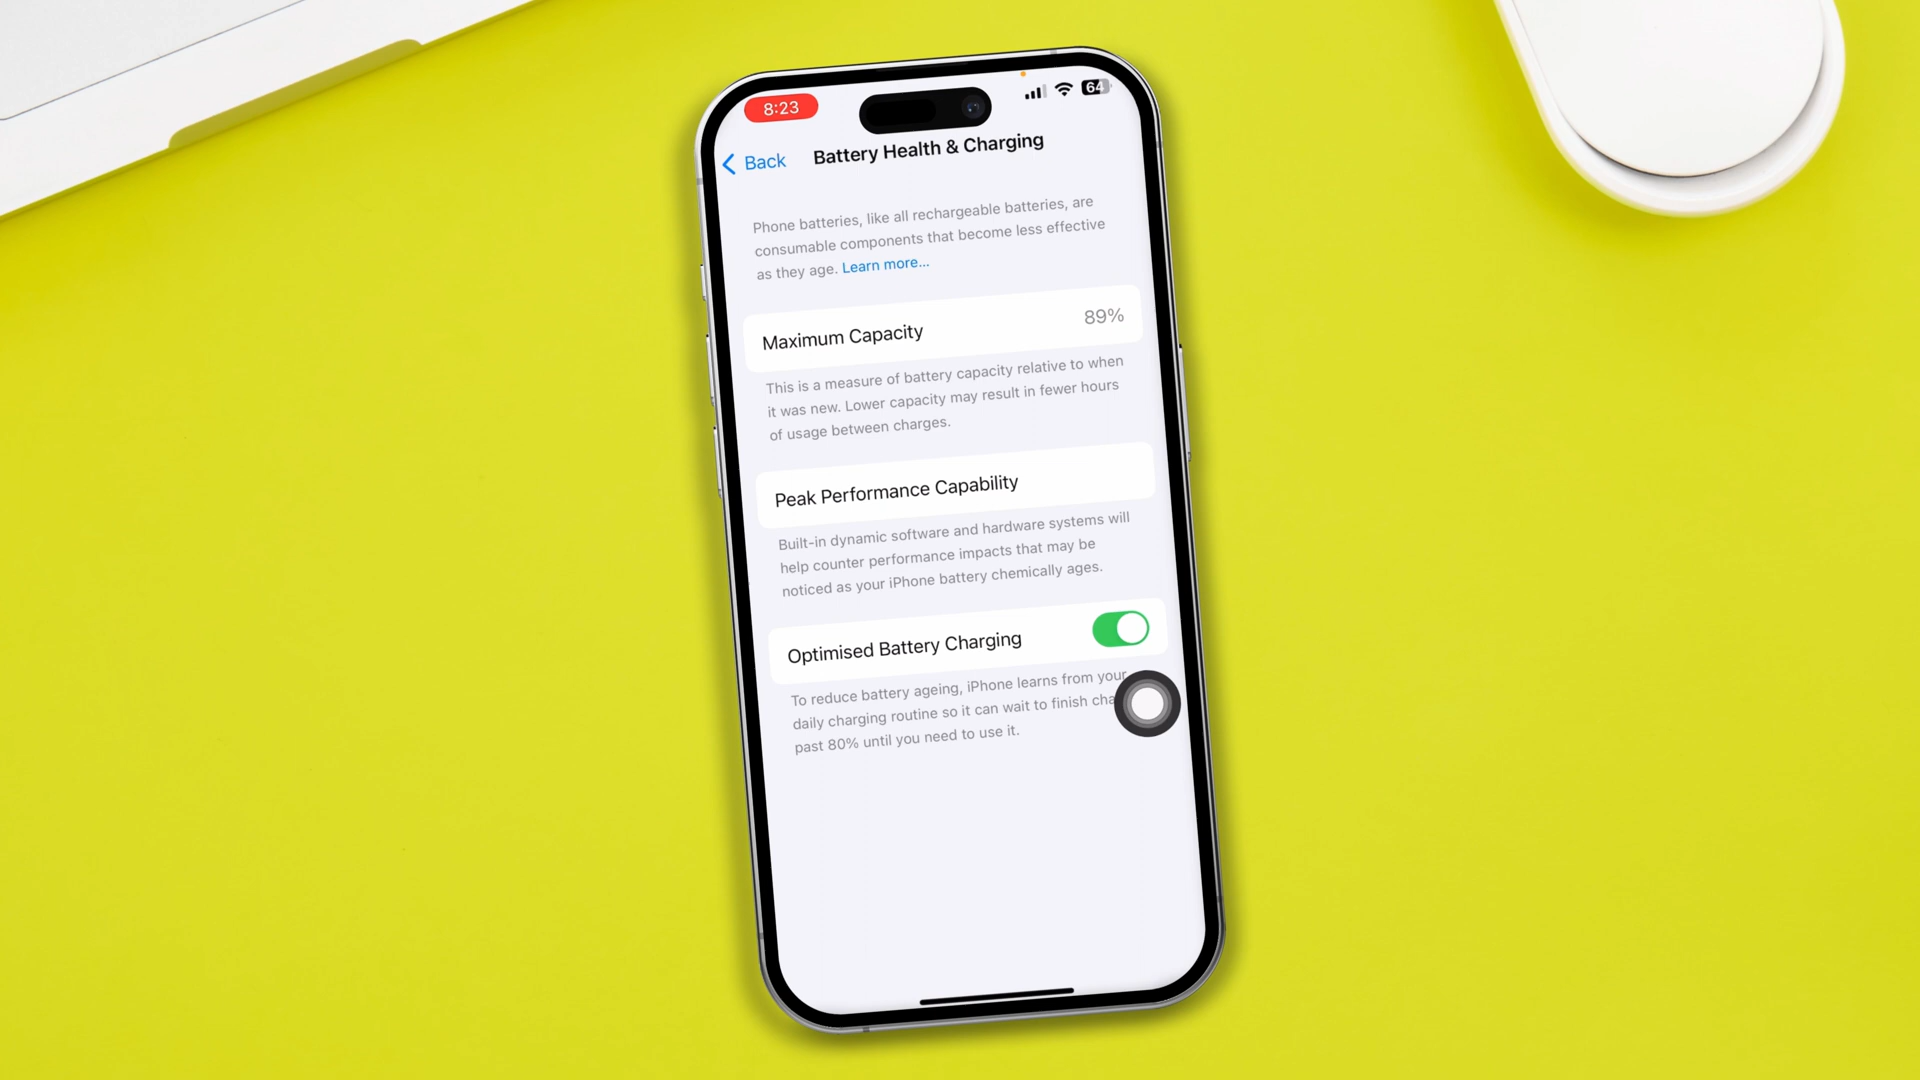 8:23
64
Back
Battery Health & Charging
Phone batteries, like all rechargeable batteries, are
consumable components that become less effective
as they age. Learn more...
Maximum Capacity 89%
This is a measure of battery capacity relative to when
it was new. Lower capacity may result in fewer hours
of usage between charges.
Peak Performance Capability
Built-in dynamic software and hardware systems will
help counter performance impacts that may be
noticed as your iPhone battery chemically ages.
Optimised Battery Charging
To reduce battery ageing, iPhone learns from your
daily charging routine so it can wait to finish
past 80% until you need to use it.